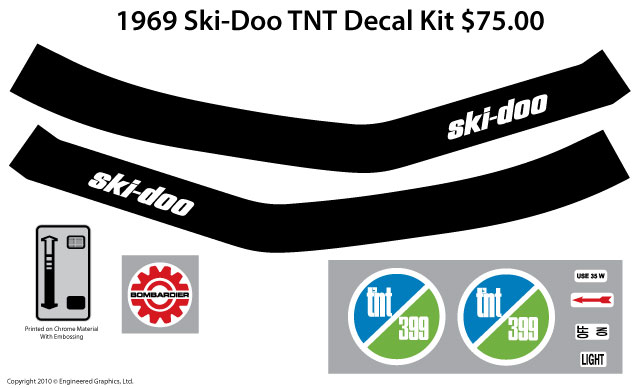 1969 Ski-Doo TNT Decal Kit $75.00
ski-doo
ski-doo
BOMBARDIER
Printed on Chrome Material
With Embossing
tnt
399
tnt
399
USE 35 W
OFF
ON
LIGHT
Copyright 2010 © Engineered Graphics, Ltd.